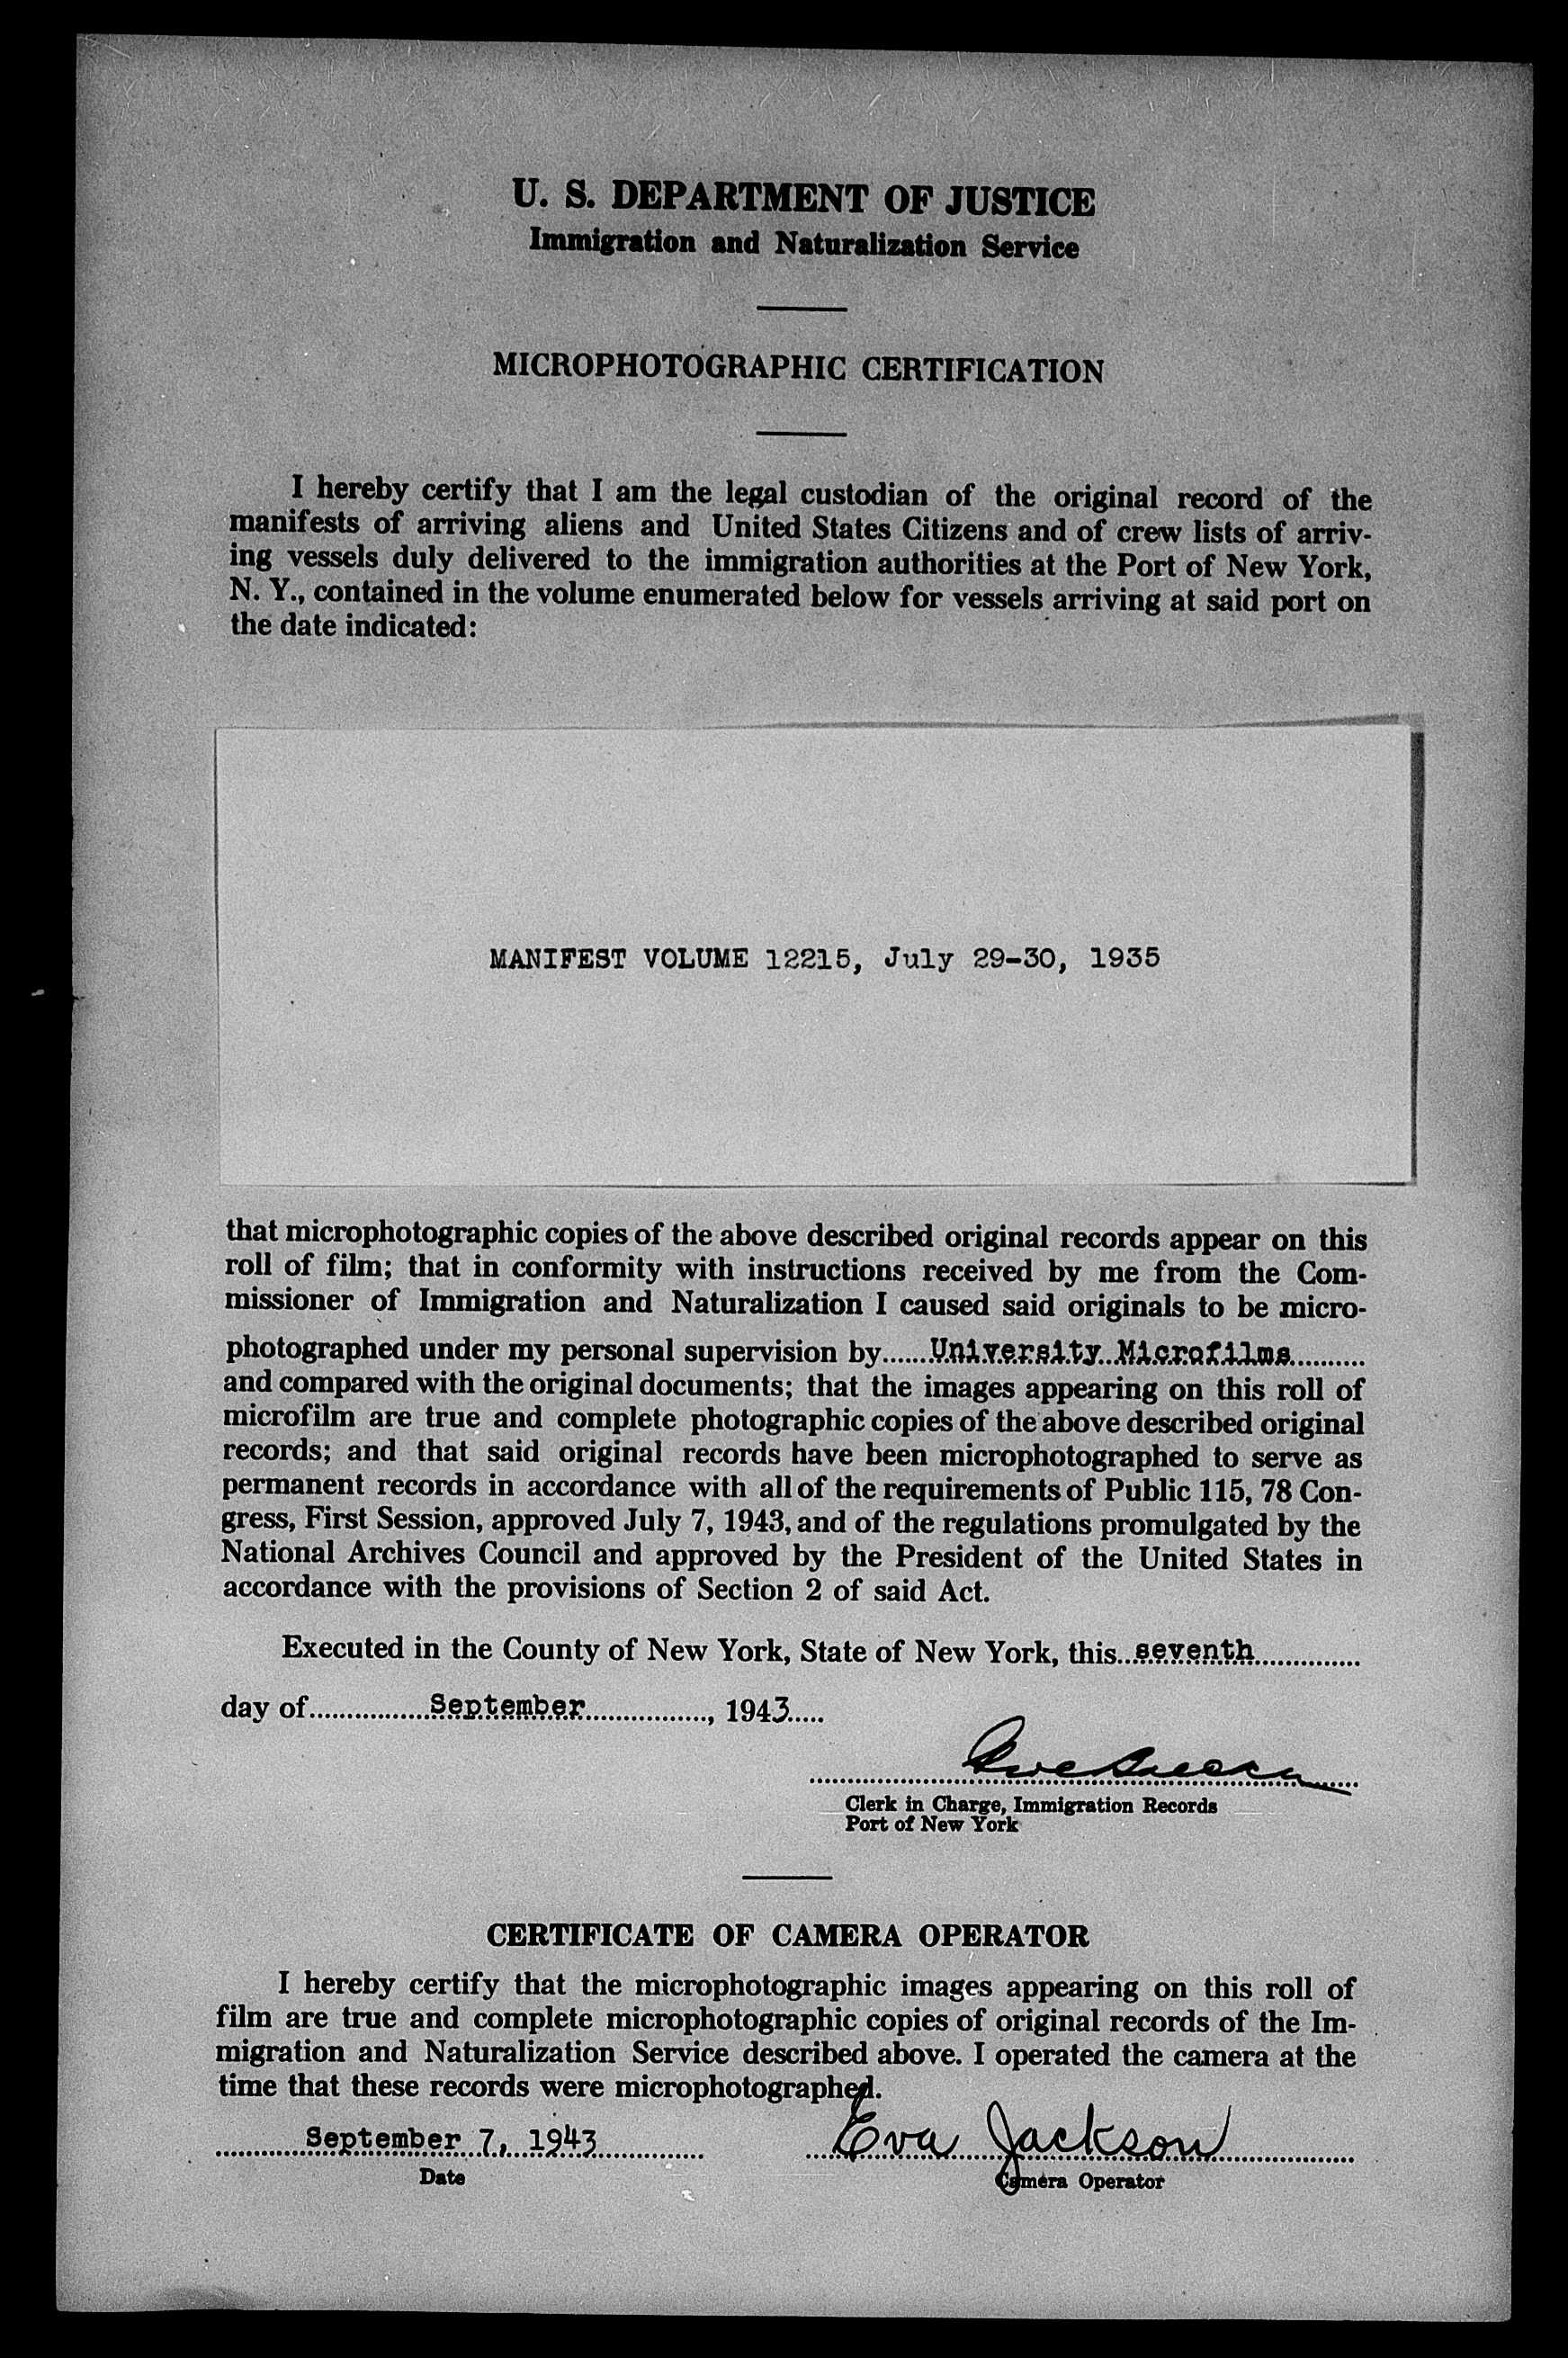 U. S. DEPARTMENT OF JUSTICE
Immigration and Naturalization Service
MICROPHOTOGRAPHIC CERTIFICATION
I hereby certify that I am the legal custodian of the original record of the
manifests of arriving aliens and United States Citizens and of crew lists of arriv-
ing vessels duly delivered to the immigration authorities at the Port of New York,
N. Y., contained in the volume enumerated below for vessels arriving at said port on
the date indicated:
MANIFEST VOLUME 12215, July 29-30, 1935
that microphotographic copies of the above described original records appear on this
roll of film; that in conformity with instructions received by me from the Com-
missioner of Immigration and Naturalization I caused said originals to be micro-
photographed under my personal supervision by......University Microfilms..........
and compared with the original documents; that the images appearing on this roll of
microfilm are true and complete photographic copies of the above described original
records; and that said original records have been microphotographed to serve as
permanent records in accordance with all of the requirements of Public 115, 78 Con-
gress, First Session, approved July 7, 1943, and of the regulations promulgated by the
National Archives Council and approved by the President of the United States in
accordance with the provisions of Section 2 of said Act.
Executed in the County of New York, State of New York, this..seventh..............
day of................September................, 1943.....
Clerk in Charge, Immigration Records
Port of New York
CERTIFICATE OF CAMERA OPERATOR
I hereby certify that the microphotographic images appearing on this roll of
film are true and complete microphotographic copies of original records of the Im-
migration and Naturalization Service described above. I operated the camera at the
time that these records were microphotographed.
September 7, 1943 Eva Jackson
Date Camera Operator